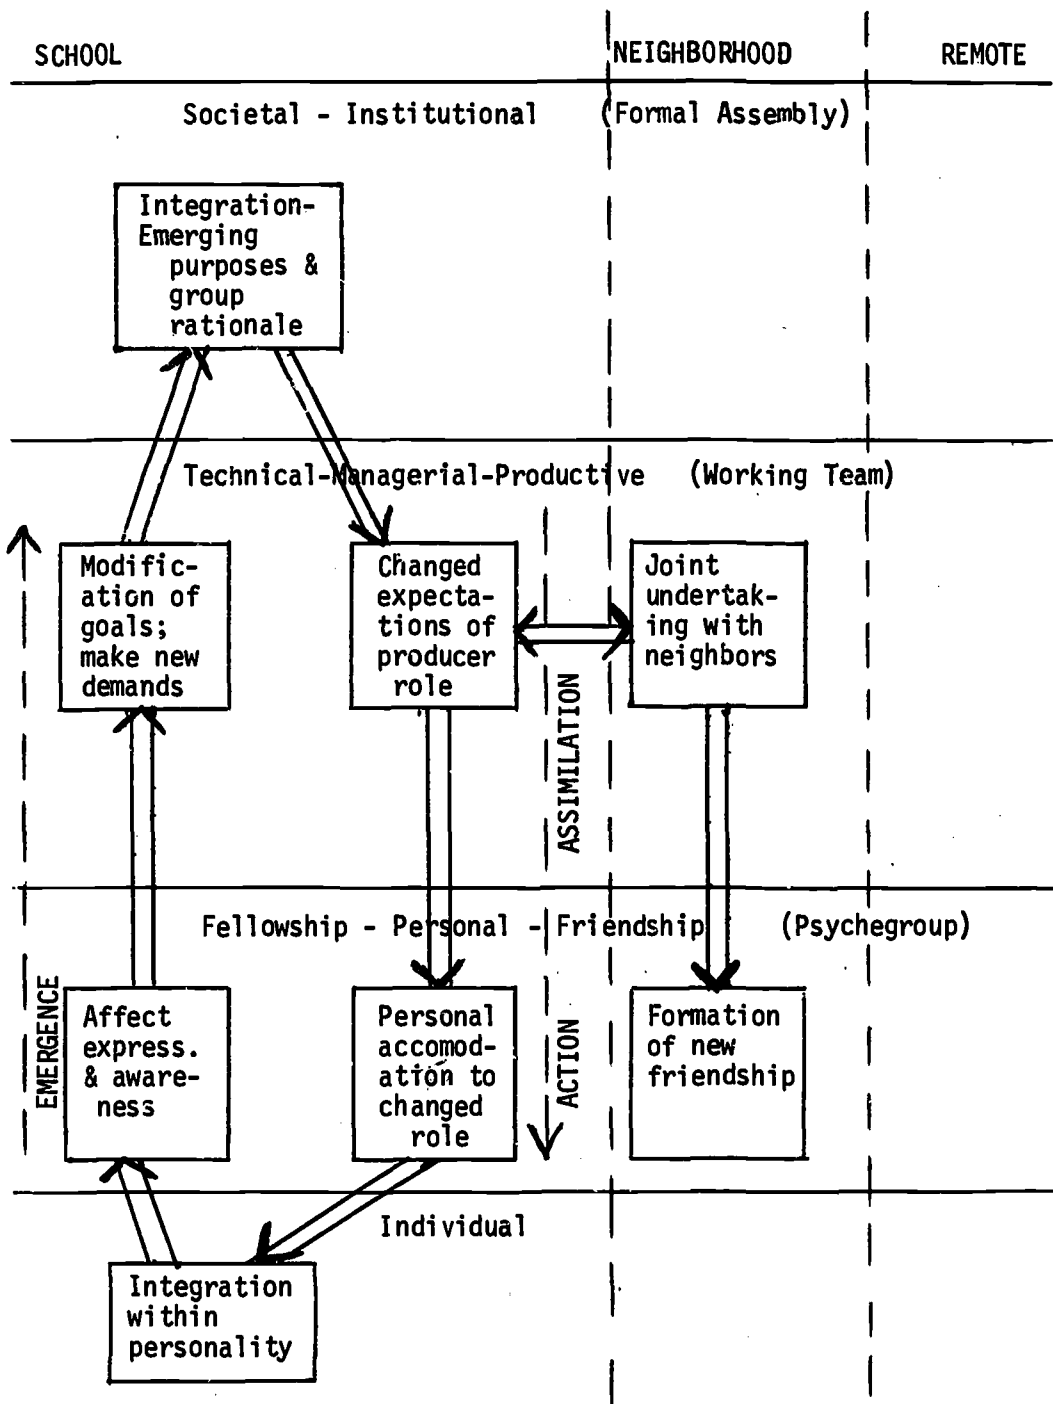 SCHOOL NEIGHBORHOOD REMOTE
Societal - Institutional (Formal Assembly)
Integration-
Emerging
purposes &
group
rationale
Technical-Managerial-Productive (Working Team)
Modific-
ation of
goals;
make new
demands
Changed
expecta-
tions of
producer
role
Joint
undertak-
ing with
neighbors
ASSIMILATION
Fellowship - Personal - Friendship (Psychegroup)
EMERGENCE
Affect
express.
& aware-
ness
Personal
accomod-
ation to
changed
role
ACTION
Formation
of new
friendship
Individual
Integration
within
personality